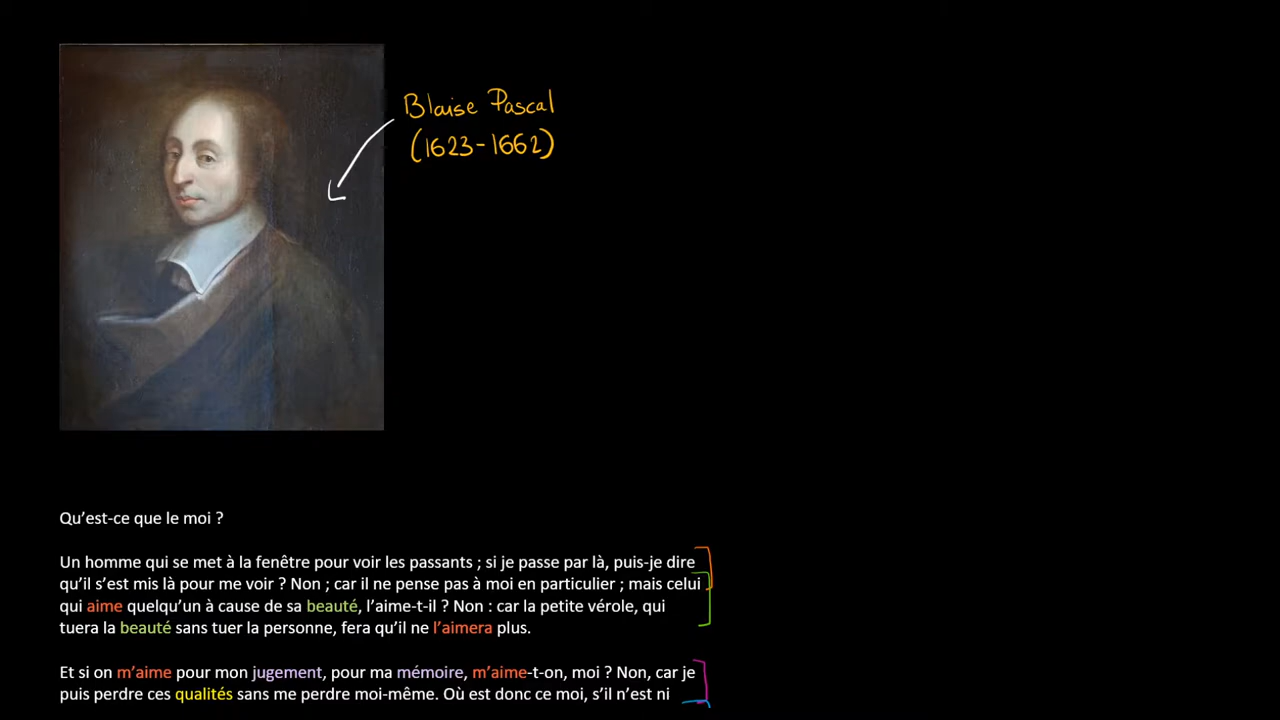 Blaise Pascal
(1623-1662)
Qu’est-ce que le moi ?
Un homme qui se met à la fenêtre pour voir les passants ; si je passe par là, puis-je dire
qu’il s’est mis là pour me voir ? Non ; car il ne pense pas à moi en particulier ; mais celui
qui aime quelqu’un à cause de sa beauté, l’aime-t-il ? Non : car la petite vérole, qui
tuera la beauté sans tuer la personne, fera qu’il ne l’aimera plus.
Et si on m’aime pour mon jugement, pour ma mémoire, m’aime-t-on, moi ? Non, car je
puis perdre ces qualités sans me perdre moi-même. Où est donc ce moi, s’il n’est ni